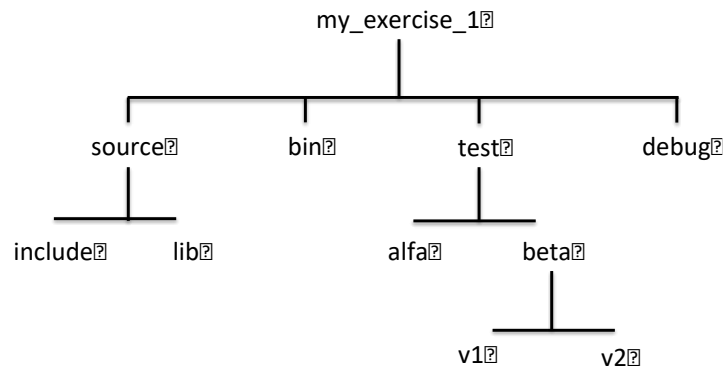 my_exercise_1
source bin test debug
include lib alfa beta
v1 v2